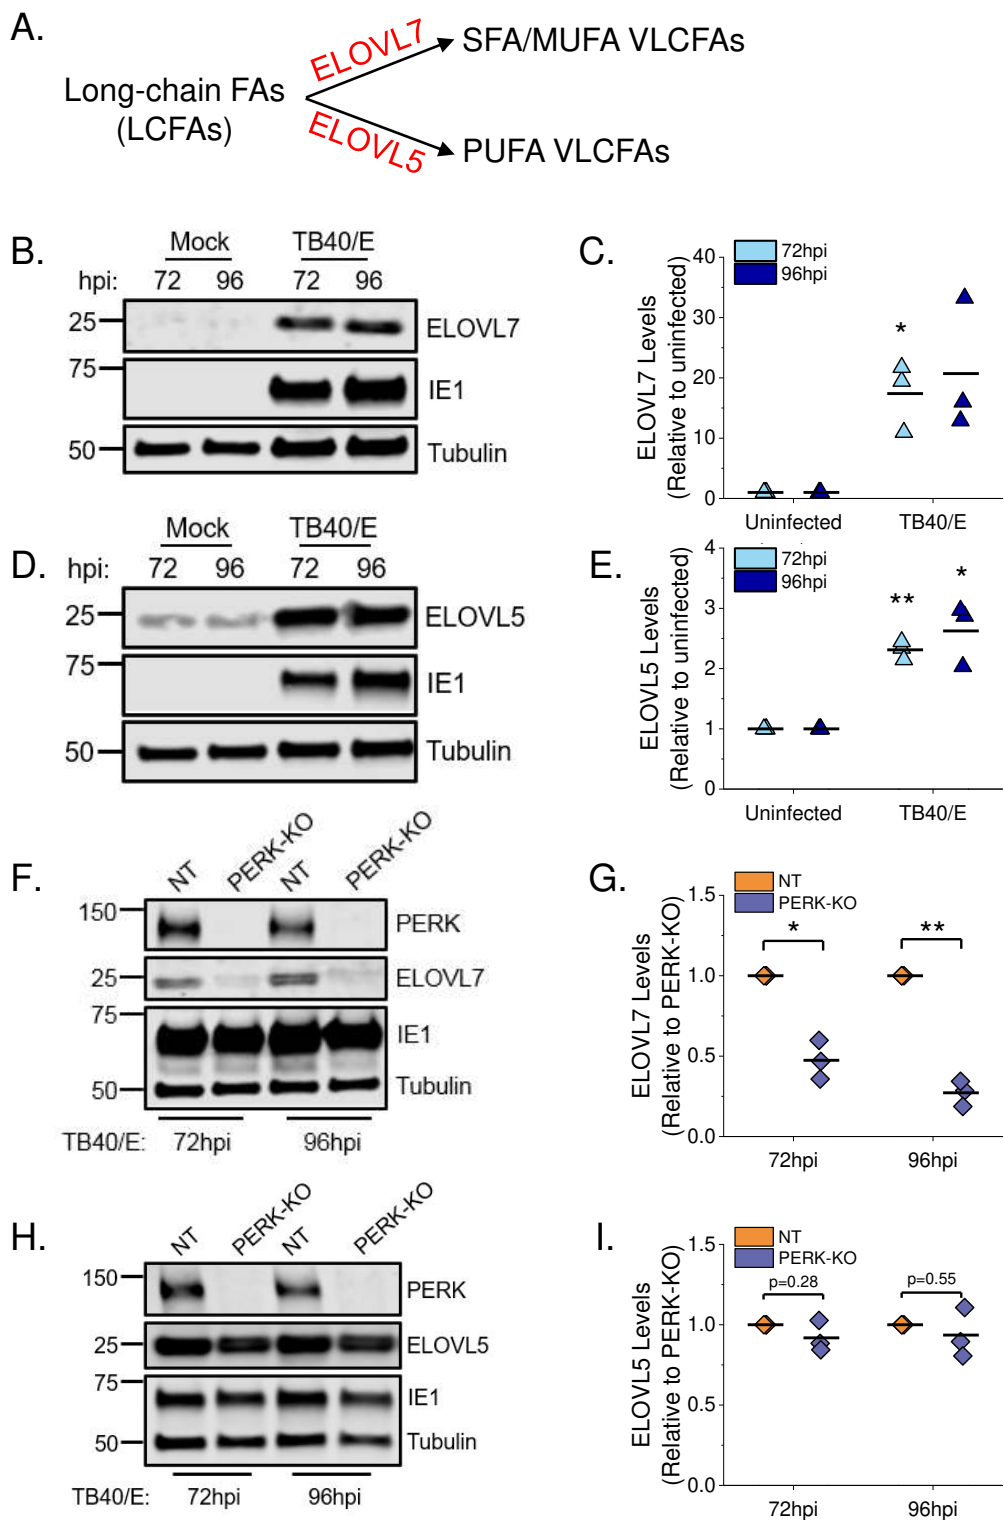 A.
Long-chain FAs
(LCFAs)
ELOVL7
ELOVL5
SFA/MUFA VLCFAs
PUFA VLCFAs
B.
Mock TB40/E
hpi: 72 96 72 96
25 ELOVL7
75 IE1
50 Tubulin
C.
72hpi
96hpi
ELOVL7 Levels
(Relative to uninfected)
40
30
20
10
0
*
Uninfected TB40/E
D.
Mock TB40/E
hpi: 72 96 72 96
25 ELOVL5
75 IE1
50 Tubulin
E.
72hpi
96hpi
ELOVL5 Levels
(Relative to uninfected)
4
3
2
1
0
** *
Uninfected TB40/E
F.
NT PERK-KO NT PERK-KO
150 PERK
25 ELOVL7
75 IE1
50 Tubulin
TB40/E: 72hpi 96hpi
G.
NT
PERK-KO
ELOVL7 Levels
(Relative to PERK-KO)
1.5
1.0
0.5
0.0
* **
72hpi 96hpi
H.
NT PERK-KO NT PERK-KO
150 PERK
25 ELOVL5
75 IE1
50 Tubulin
TB40/E: 72hpi 96hpi
I.
NT
PERK-KO
ELOVL5 Levels
(Relative to PERK-KO)
1.5
1.0
0.5
0.0
p=0.28 p=0.55
72hpi 96hpi